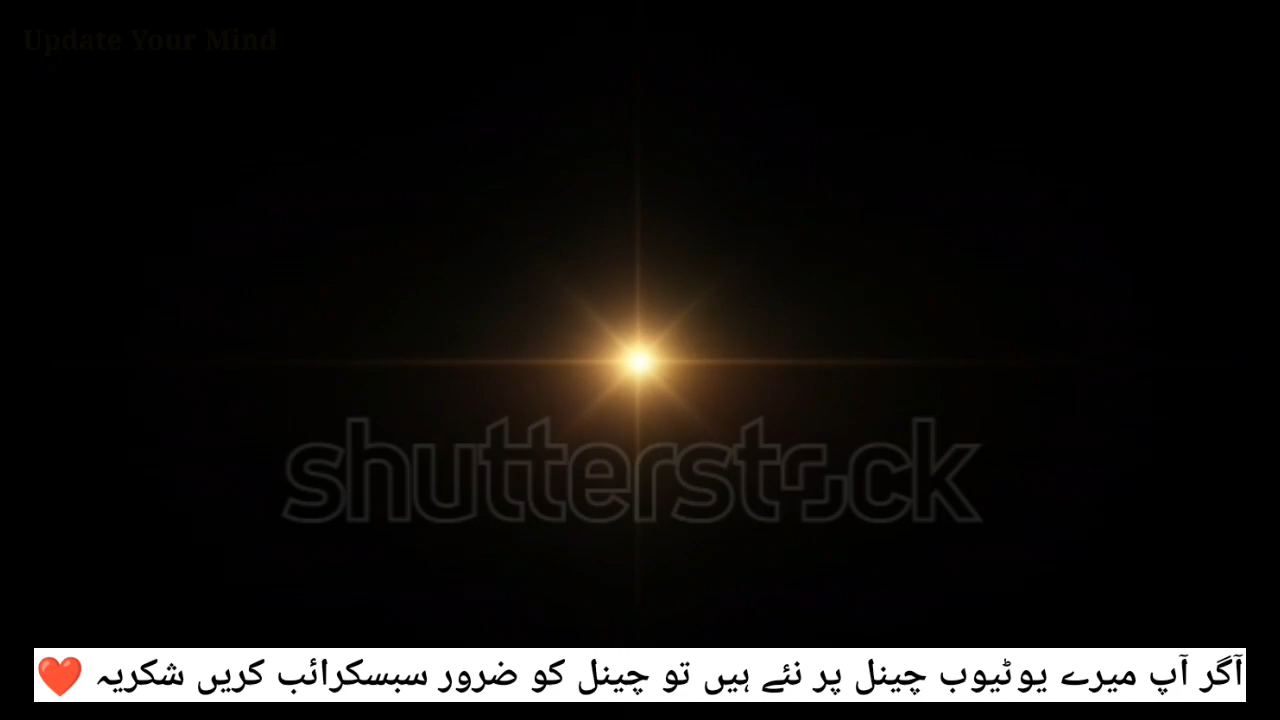 Update Your Mind
shutterstock
آگر آپ میرے یوٹیوب چینل پر نئے ہیں تو چینل کو ضرور سبسکرائب کریں شکریہ ❤️